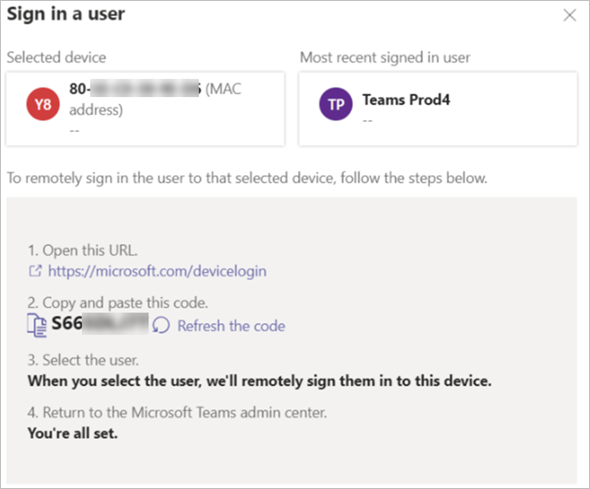 Sign in a user
Selected device
Most recent signed in user
Y8
80- (MAC
address)
--
TP
Teams Prod4
--
To remotely sign in the user to that selected device, follow the steps below.
1. Open this URL.
https://microsoft.com/devicelogin
2. Copy and paste this code.
S66
Refresh the code
3. Select the user.
When you select the user, we'll remotely sign them in to this device.
4. Return to the Microsoft Teams admin center.
You're all set.